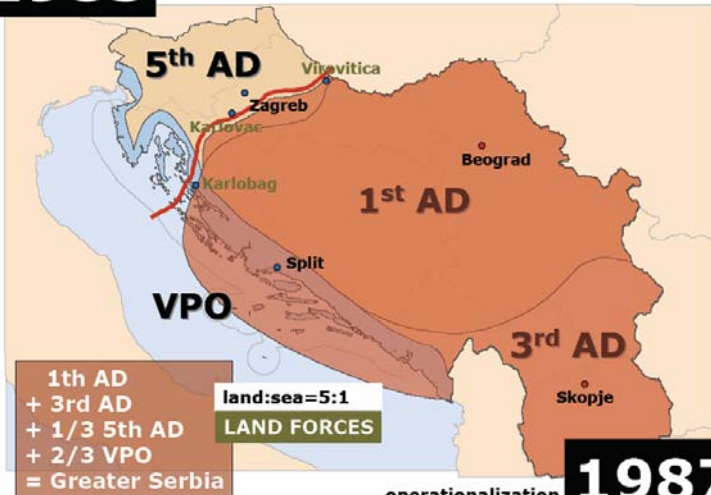 5th AD
Virovitica
Zagreb
Karlovac
Beograd
Karlobag
1st AD
Split
VPO
3rd AD
Skopje
1th AD
+ 3rd AD
+ 1/3 5th AD
+ 2/3 VPO
= Greater Serbia
land:sea=5:1
LAND FORCES
operationalization
1987